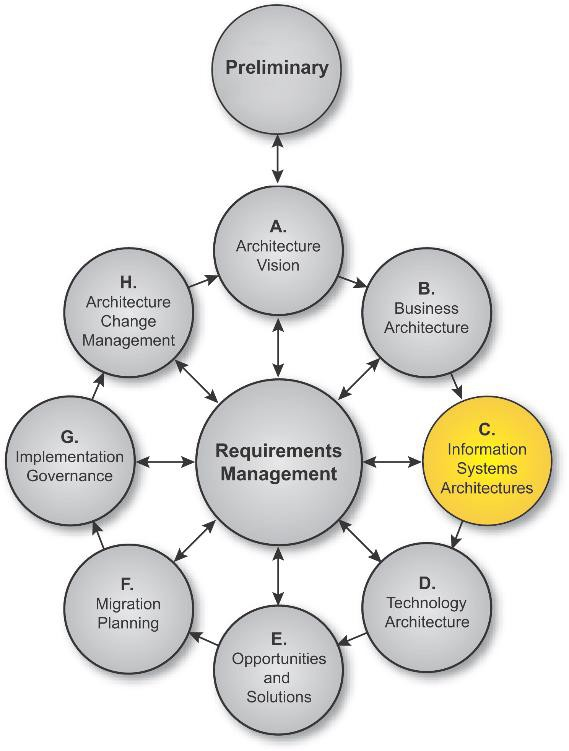 Preliminary
A.
Architecture
Vision
B.
Business
Architecture
C.
Information
Systems
Architectures
D.
Technology
Architecture
E.
Opportunities
and
Solutions
F.
Migration
Planning
G.
Implementation
Governance
H.
Architecture
Change
Management
Requirements
Management